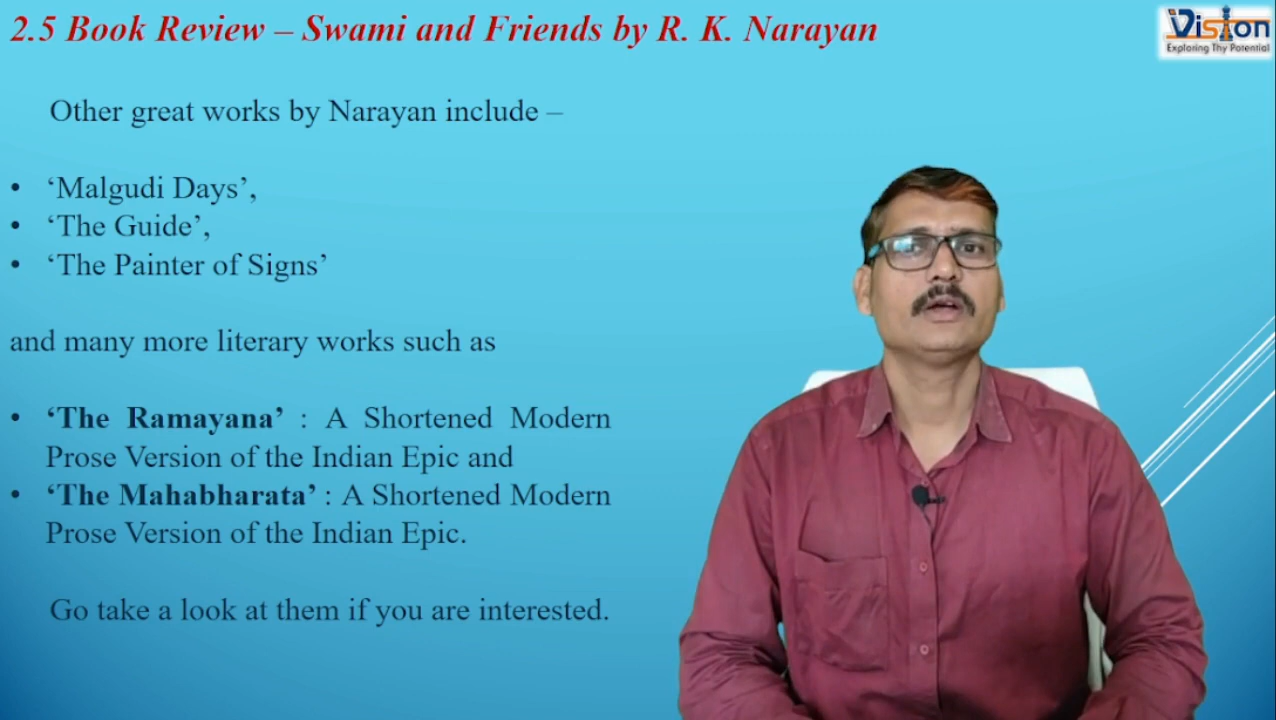 2.5 Book Review – Swami and Friends by R. K. Narayan
Vision
Exploring Thy Potential
Other great works by Narayan include –
• ‘Malgudi Days’,
• ‘The Guide’,
• ‘The Painter of Signs’
and many more literary works such as
• ‘The Ramayana’ : A Shortened Modern
Prose Version of the Indian Epic and
• ‘The Mahabharata’ : A Shortened Modern
Prose Version of the Indian Epic.
Go take a look at them if you are interested.